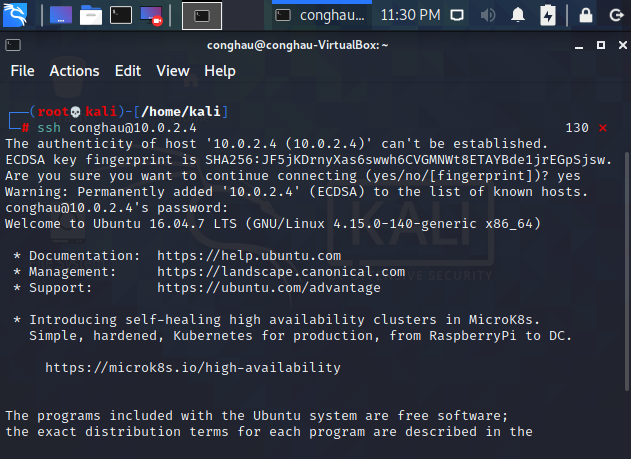 conghau... 11:30 PM
conghau@conghau-VirtualBox: ~
File Actions Edit View Help
(root💀kali)-[/home/kali]
# ssh conghau@10.0.2.4 130 ⨯
The authenticity of host '10.0.2.4 (10.0.2.4)' can't be established.
ECDSA key fingerprint is SHA256:JF5jKDrnyXas6swwh6CVGMNWt8ETAYBde1jrEGpSjsw.
Are you sure you want to continue connecting (yes/no/[fingerprint])? yes
Warning: Permanently added '10.0.2.4' (ECDSA) to the list of known hosts.
conghau@10.0.2.4's password:
Welcome to Ubuntu 16.04.7 LTS (GNU/Linux 4.15.0-140-generic x86_64)
* Documentation: https://help.ubuntu.com
* Management: https://landscape.canonical.com
* Support: https://ubuntu.com/advantage
* Introducing self-healing high availability clusters in MicroK8s.
Simple, hardened, Kubernetes for production, from RaspberryPi to DC.
https://microk8s.io/high-availability
The programs included with the Ubuntu system are free software;
the exact distribution terms for each program are described in the
KALI
SECURITY